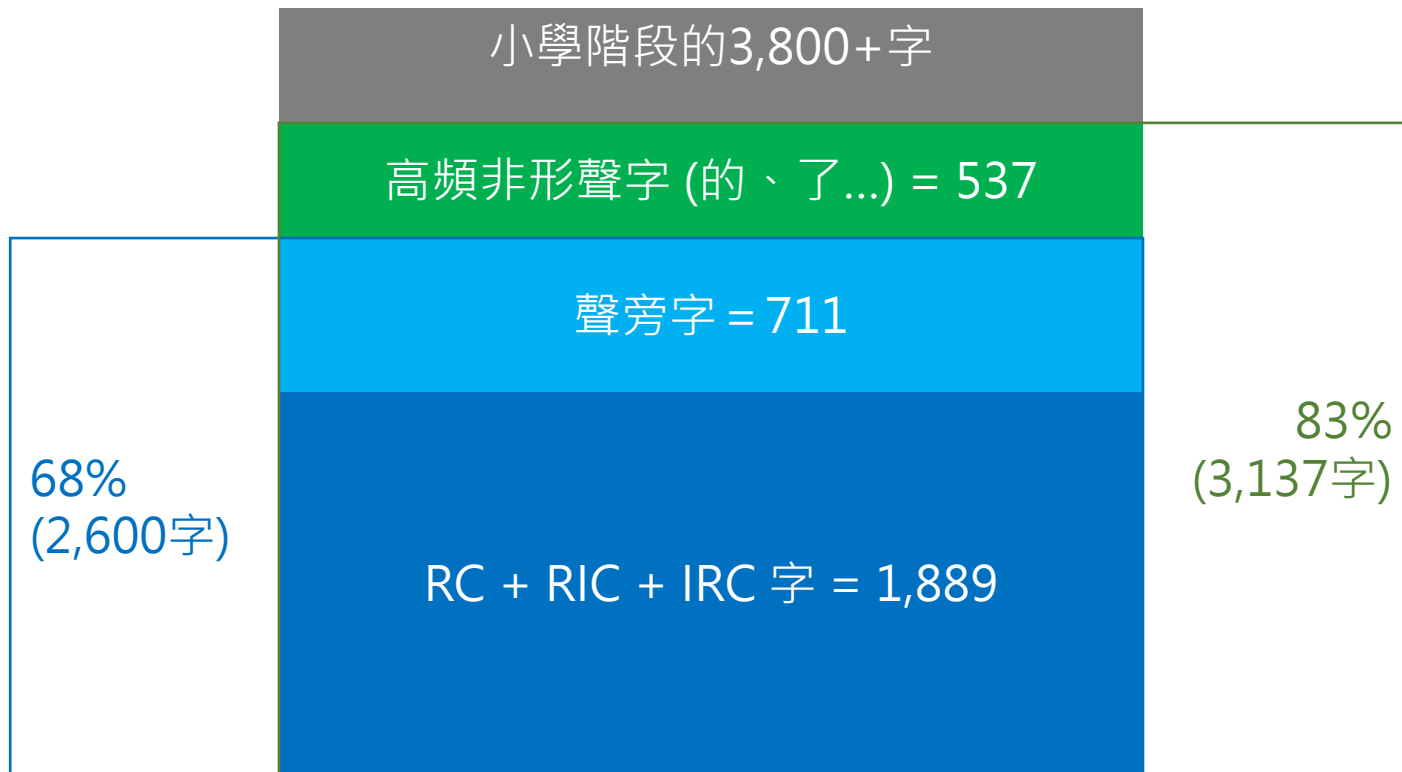 小學階段的3,800+字
高頻非形聲字 (的、了…) = 537
聲旁字 = 711
68%
(2,600字)
83%
(3,137字)
RC + RIC + IRC 字 = 1,889